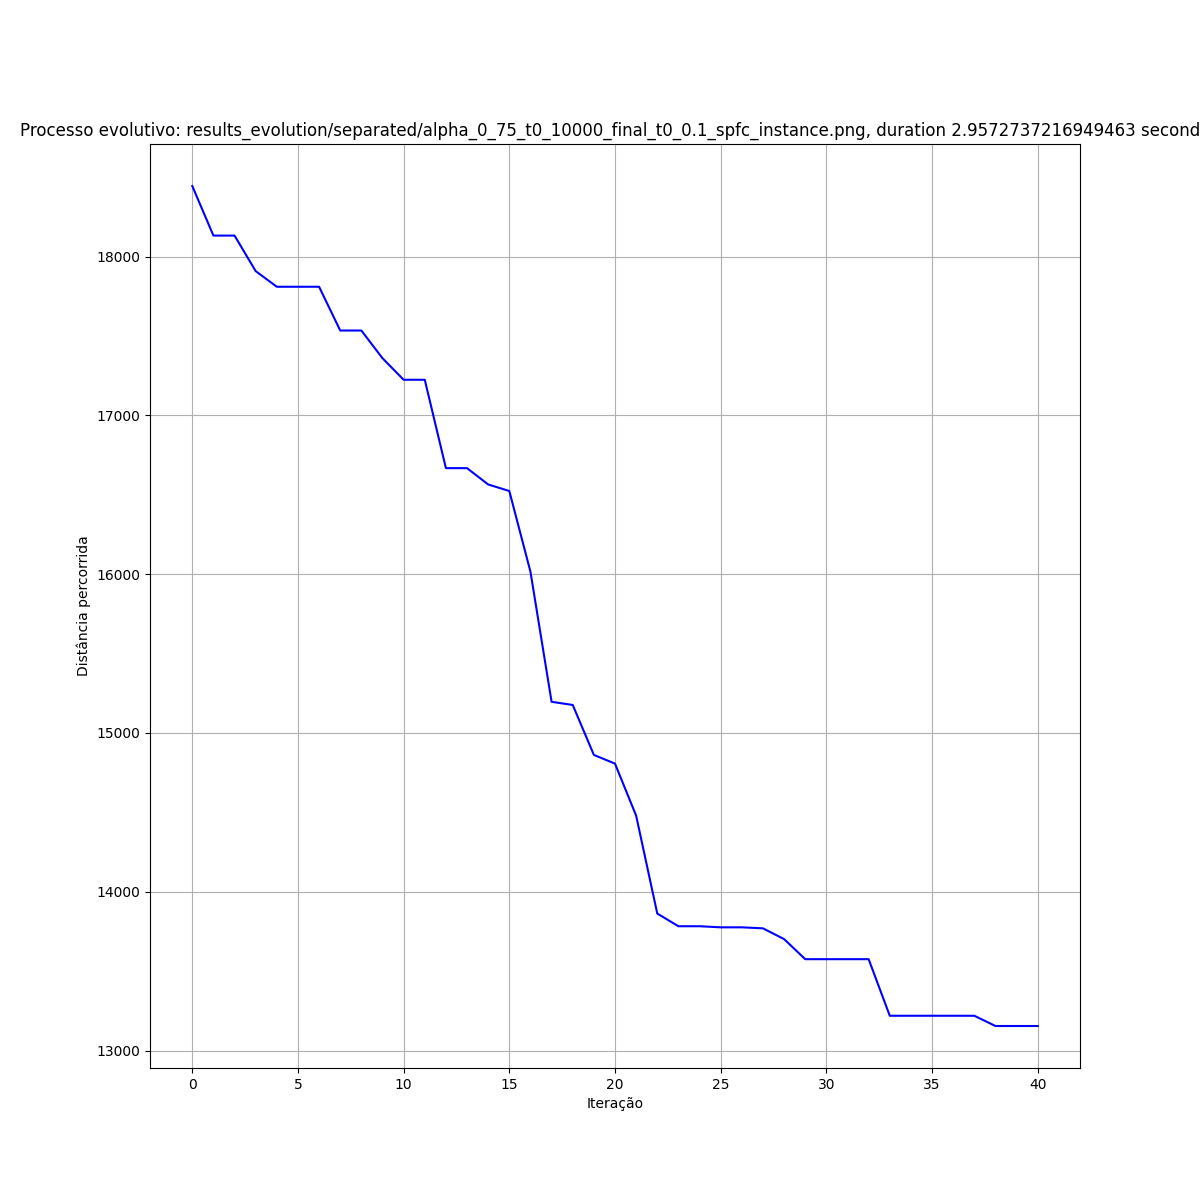 Processo evolutivo: results_evolution/separated/alpha_0_75_t0_10000_final_t0_0.1_spfc_instance.png, duration 2.9572737216949463 second
18000
17000
16000
15000
14000
13000
Distância percorrida
0 5 10 15 20 25 30 35 40
Iteração